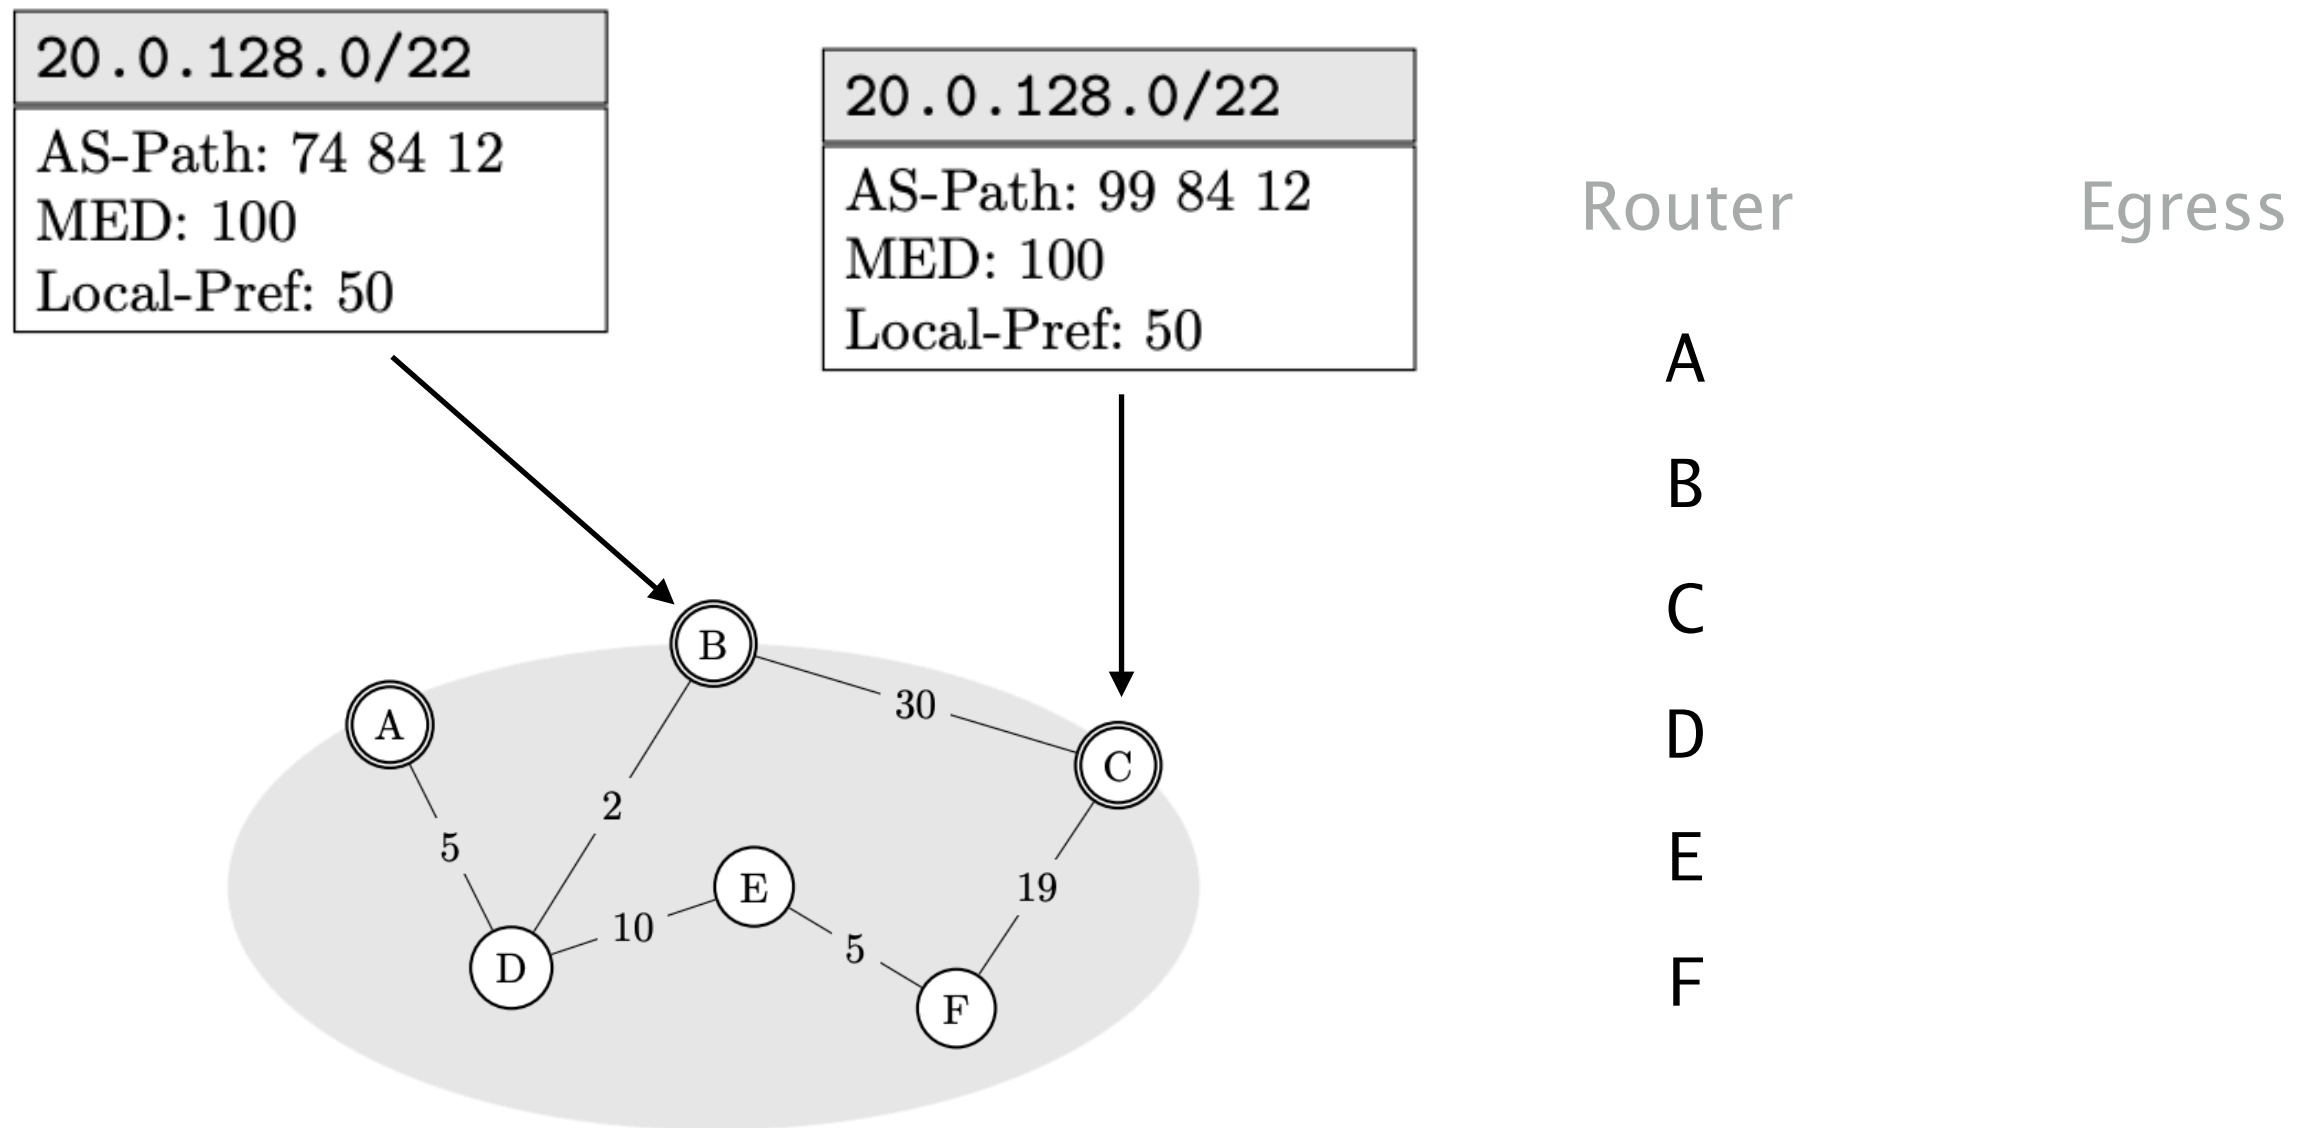 20.0.128.0/22
AS-Path: 74 84 12
MED: 100
Local-Pref: 50
20.0.128.0/22
AS-Path: 99 84 12
MED: 100
Local-Pref: 50
Router Egress
A
B
C
D
E
F
B
A
30
C
2
5
E
19
10
5
D
F